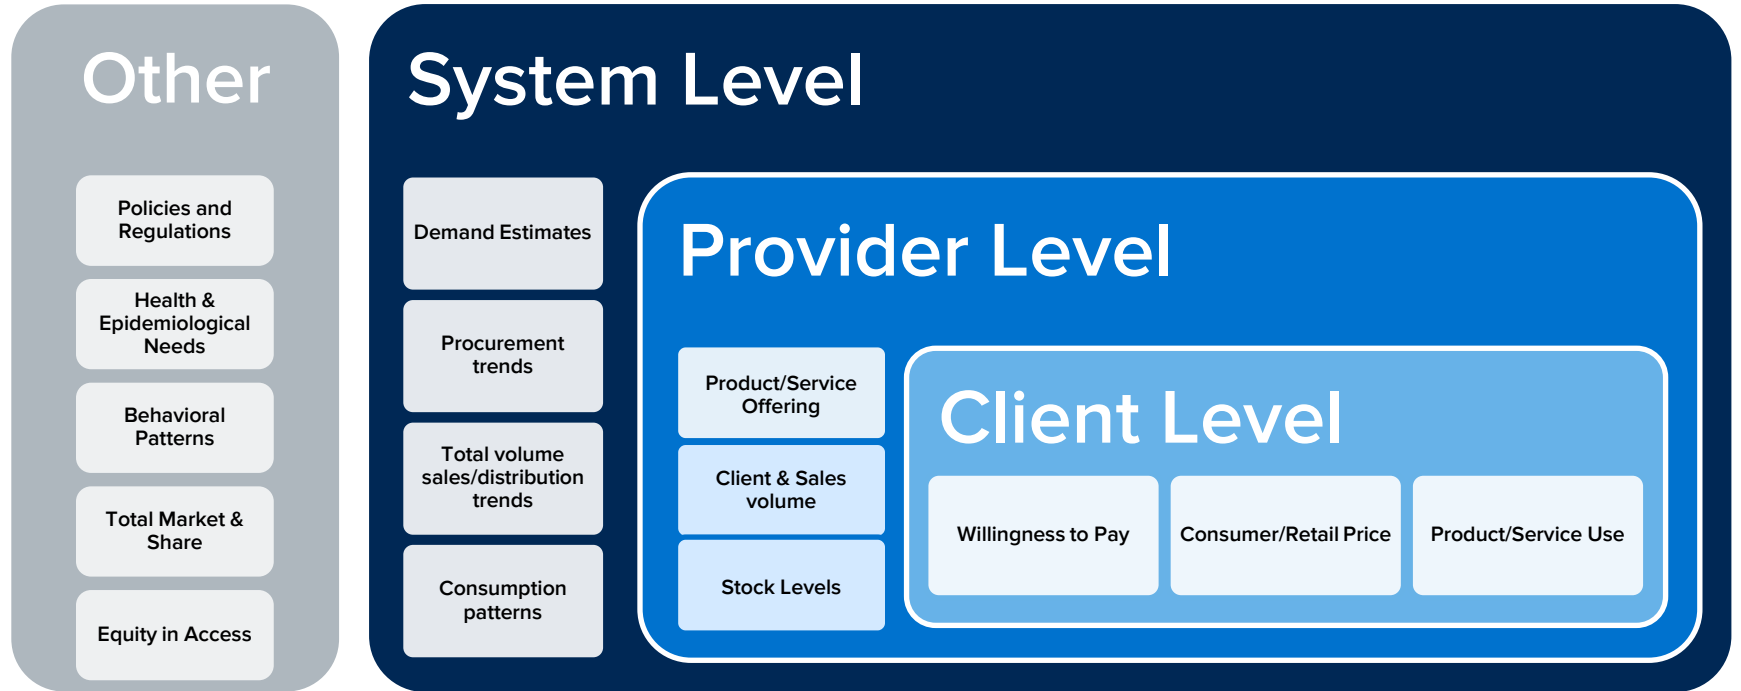 Other
Policies and
Regulations
Health &
Epidemiological
Needs
Behavioral
Patterns
Total Market &
Share
Equity in Access
System Level
Demand Estimates
Procurement
trends
Total volume
sales/distribution
trends
Consumption
patterns
Provider Level
Product/Service
Offering
Client & Sales
volume
Stock Levels
Client Level
Willingness to Pay
Consumer/Retail Price
Product/Service Use